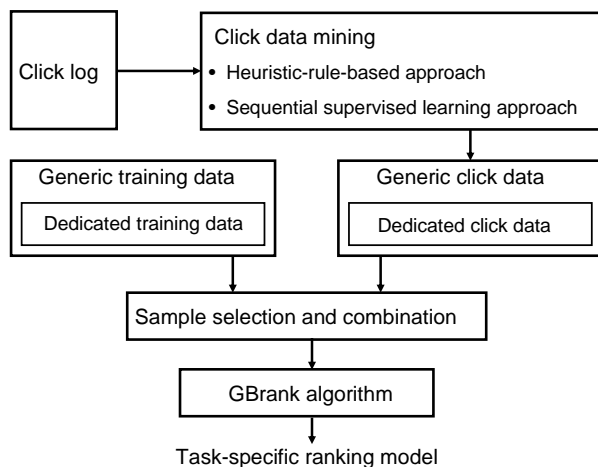 Click log
Click data mining
• Heuristic-rule-based approach
• Sequential supervised learning approach
Generic training data
Dedicated training data
Generic click data
Dedicated click data
Sample selection and combination
GBrank algorithm
Task-specific ranking model